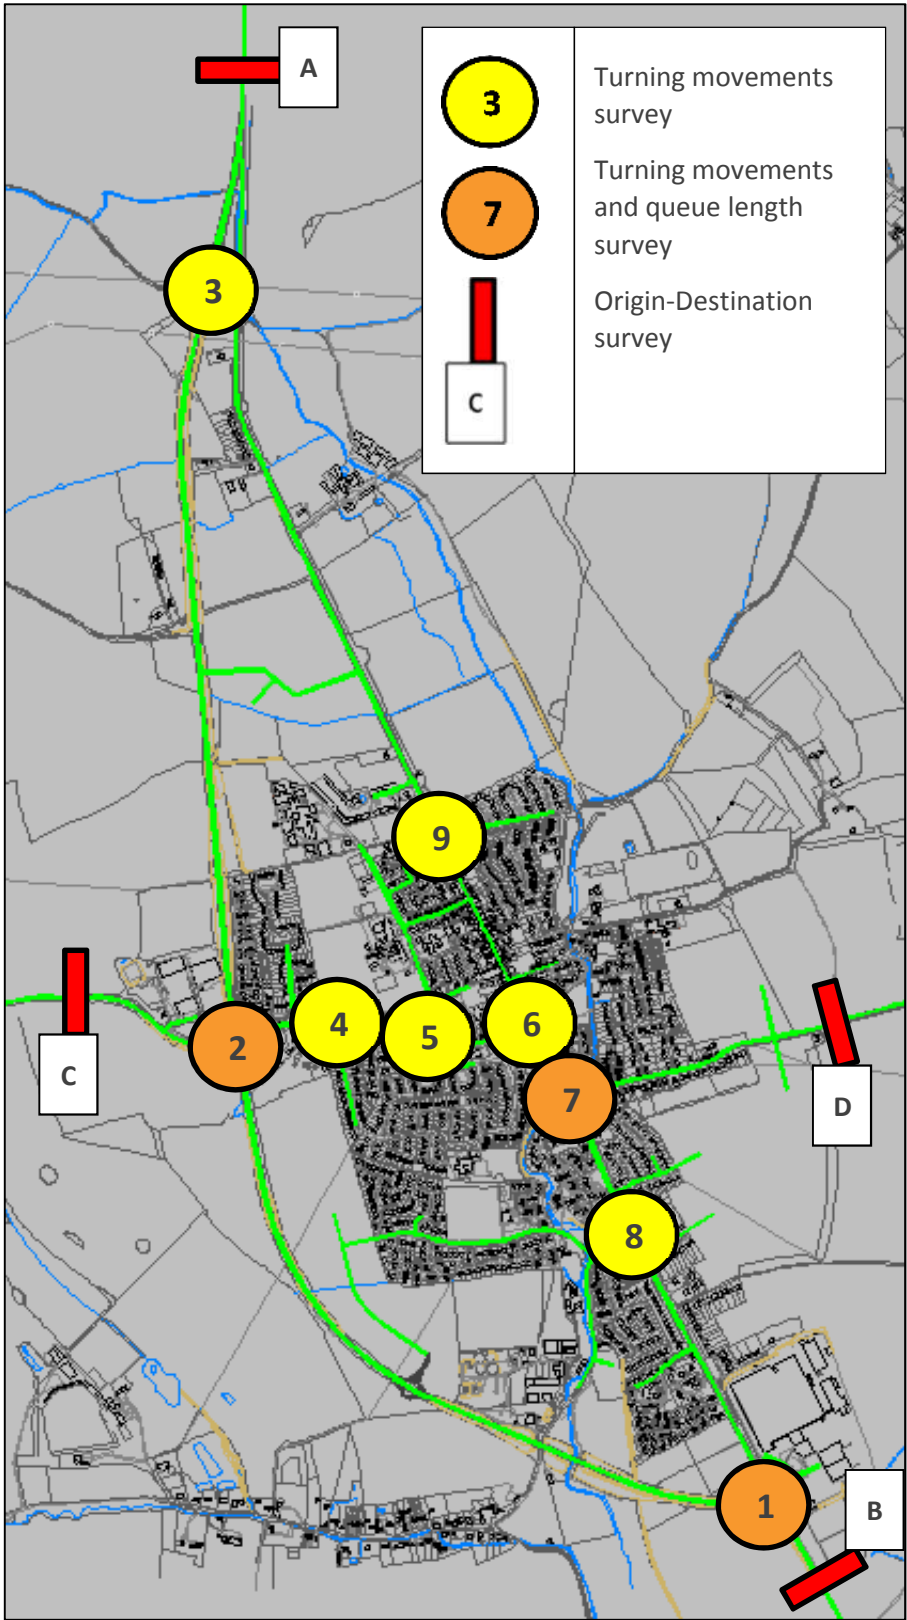 A
3
Turning movements
survey
7
Turning movements
and queue length
survey
C
Origin-Destination
survey
3
9
4
5
6
2
C
7
D
8
1
B